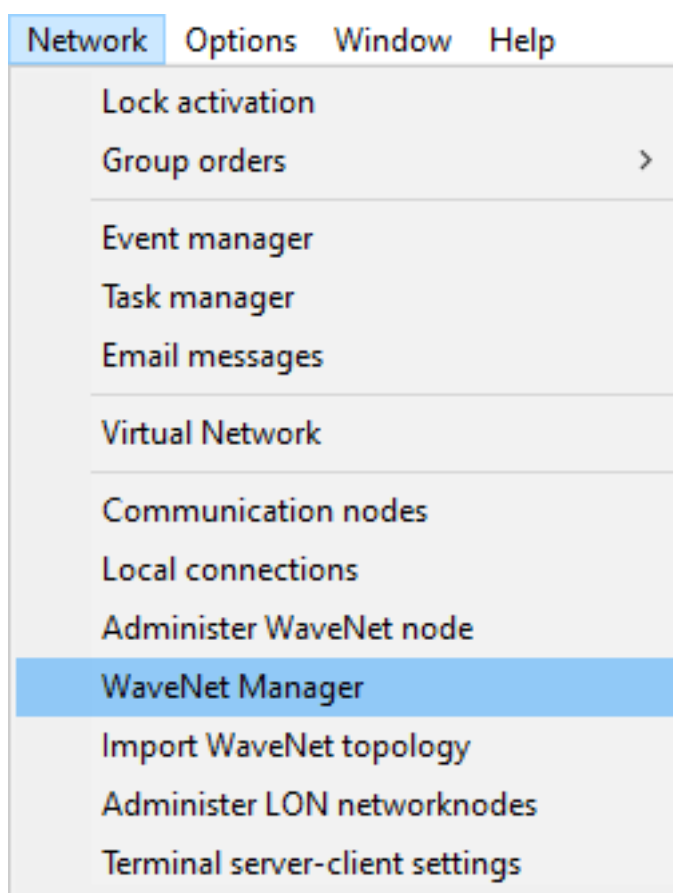 Network Options Window Help
Lock activation
Group orders
Event manager
Task manager
Email messages
Virtual Network
Communication nodes
Local connections
Administer WaveNet node
WaveNet Manager
Import WaveNet topology
Administer LON networknodes
Terminal server-client settings